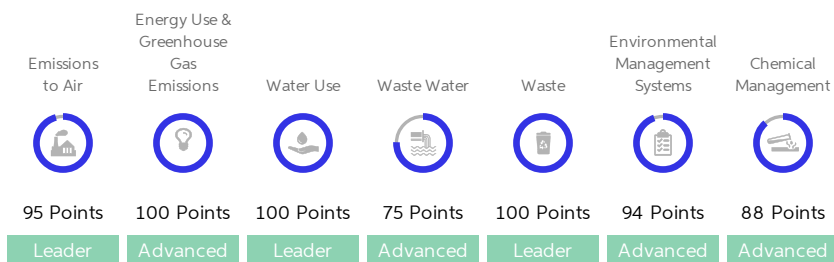 Emissions
to Air
95 Points
Leader
Energy Use &
Greenhouse
Gas
Emissions
100 Points
Advanced
Water Use
100 Points
Leader
Waste Water
75 Points
Advanced
Waste
100 Points
Leader
Environmental
Management
Systems
94 Points
Advanced
Chemical
Management
88 Points
Advanced